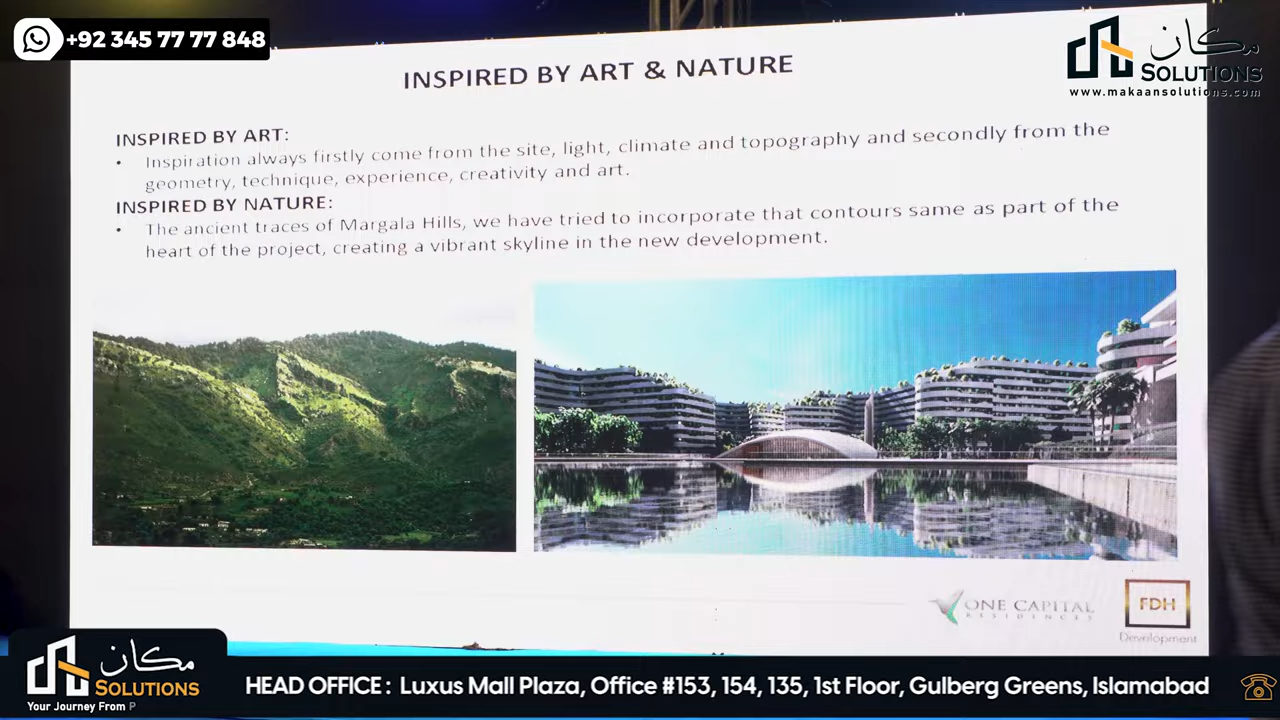 +92 345 77 77 848
مكان
SOLUTIONS
www.makaansolutions.com
INSPIRED BY ART & NATURE
INSPIRED BY ART:
• Inspiration always firstly come from the site, light, climate and topography and secondly from the
geometry, technique, experience, creativity and art.
INSPIRED BY NATURE:
• The ancient traces of Margala Hills, we have tried to incorporate that contours same as part of the
heart of the project, creating a vibrant skyline in the new development.
ONE CAPITAL
RESIDENCES
FDH
Development
مكان
SOLUTIONS
Your Journey From P
HEAD OFFICE : Luxus Mall Plaza, Office #153, 154, 135, 1st Floor, Gulberg Greens, Islamabad